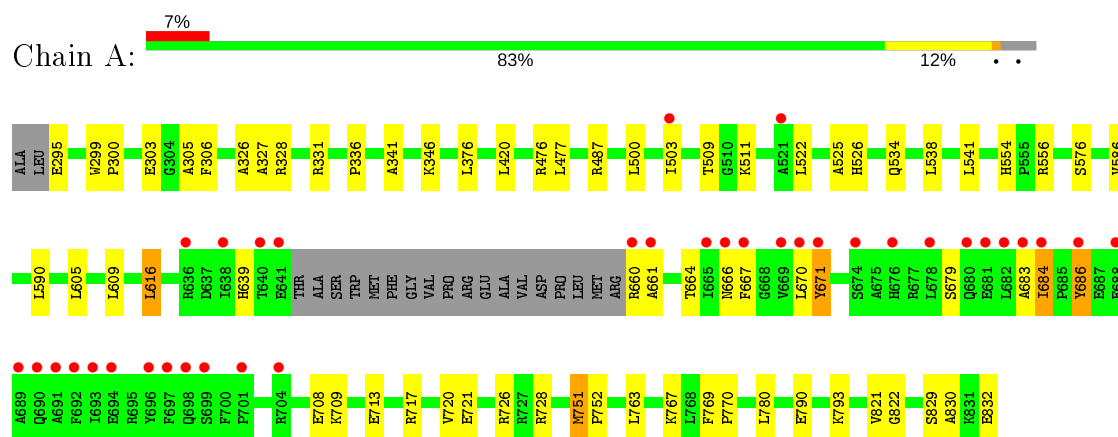 7%
Chain A:
83% 12% • •
ALA LEU E295 W299 P300 E303 G304 A305 F306 A326 A327 R328 R331 P336 A341 K346 L376 L420 R476 L477 R487 L500 I503 T509 G510 K511 A521 L522 A525 H526 Q534 L538 L541 H554 P555 R556 S576 V586
L590 L605 L609 L616 R636 D637 I638 H639 T640 E641 THR ALA SER TRP MET PHE GLY VAL PRO ARG GLU ALA VAL ASP PRO LEU MET ARG R660 A661 T664 I665 N666 F667 G668 V669 L670 Y671 S674 A675 H676 R677 L678 S679 Q680 E681 L682 A683 I684 P685 Y686 E687 E688
A689 Q690 A691 F692 I693 E694 R695 Y696 F697 Q698 S699 F700 P701 R704 E708 K709 E713 R717 V720 E721 R726 R727 R728 M751 P752 L763 K767 L768 F769 P770 L780 E790 K793 V821 G822 S829 A830 K831 E832